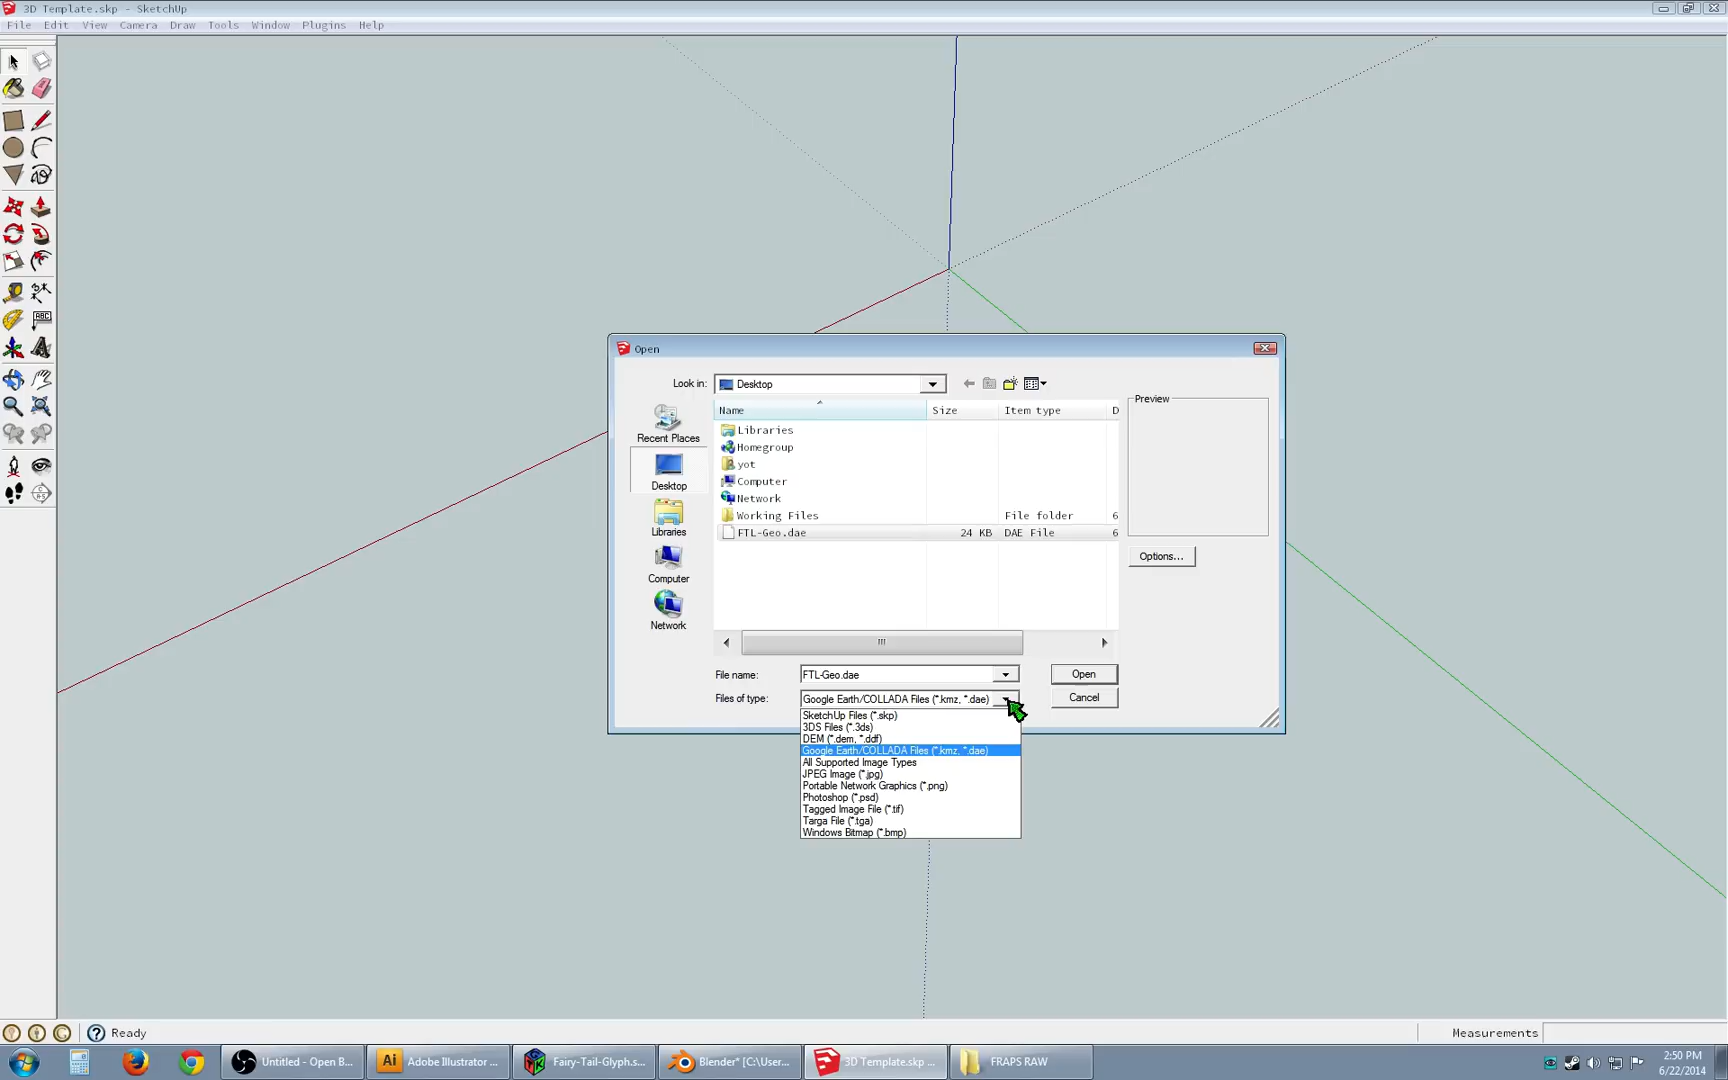 3D Template.skp - SketchUp
File Edit View Camera Draw Tools Window Plugins Help
Open
Look in: Desktop
Name Size Item type D
Preview
Recent Places
Desktop
Libraries
Computer
Network
Libraries
Homegroup
yot
Computer
Network
Working Files File folder 6
FTL-Geo.dae 24 KB DAE File 6
Options...
File name: FTL-Geo.dae Open
Files of type: Google Earth/COLLADA Files (*.kmz, *.dae) Cancel
SketchUp Files (*.skp)
3DS Files (*.3ds)
DEM (*.dem, *.ddf)
Google Earth/COLLADA Files (*.kmz, *.dae)
All Supported Image Types
JPEG Image (*.jpg)
Portable Network Graphics (*.png)
Photoshop (*.psd)
Tagged Image File (*.tif)
Targa File (*.tga)
Windows Bitmap (*.bmp)
ABC
Ready
Measurements
Untitled - Open B...
Ai Adobe Illustrator ...
Fairy-Tail-Glyph.s...
Blender* [C:\User...
3D Template.skp ...
FRAPS RAW
2:50 PM
6/22/2014